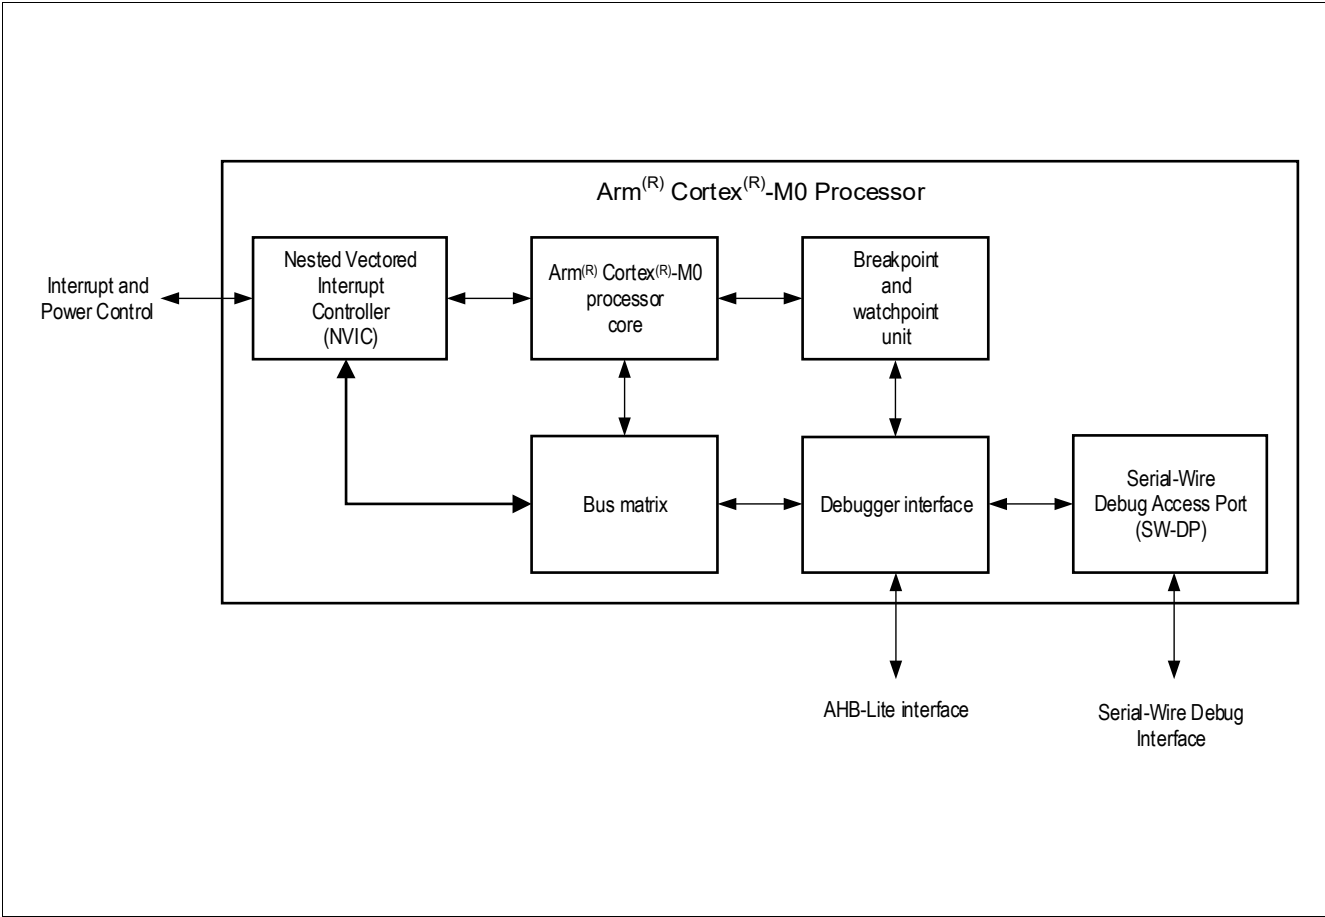 Arm(R) Cortex(R)-M0 Processor
Interrupt and
Power Control
Nested Vectored
Interrupt
Controller
(NVIC)
Arm(R) Cortex(R)-M0
processor
core
Breakpoint
and
watchpoint
unit
Bus matrix
Debugger interface
Serial-Wire
Debug Access Port
(SW-DP)
AHB-Lite interface
Serial-Wire Debug
Interface